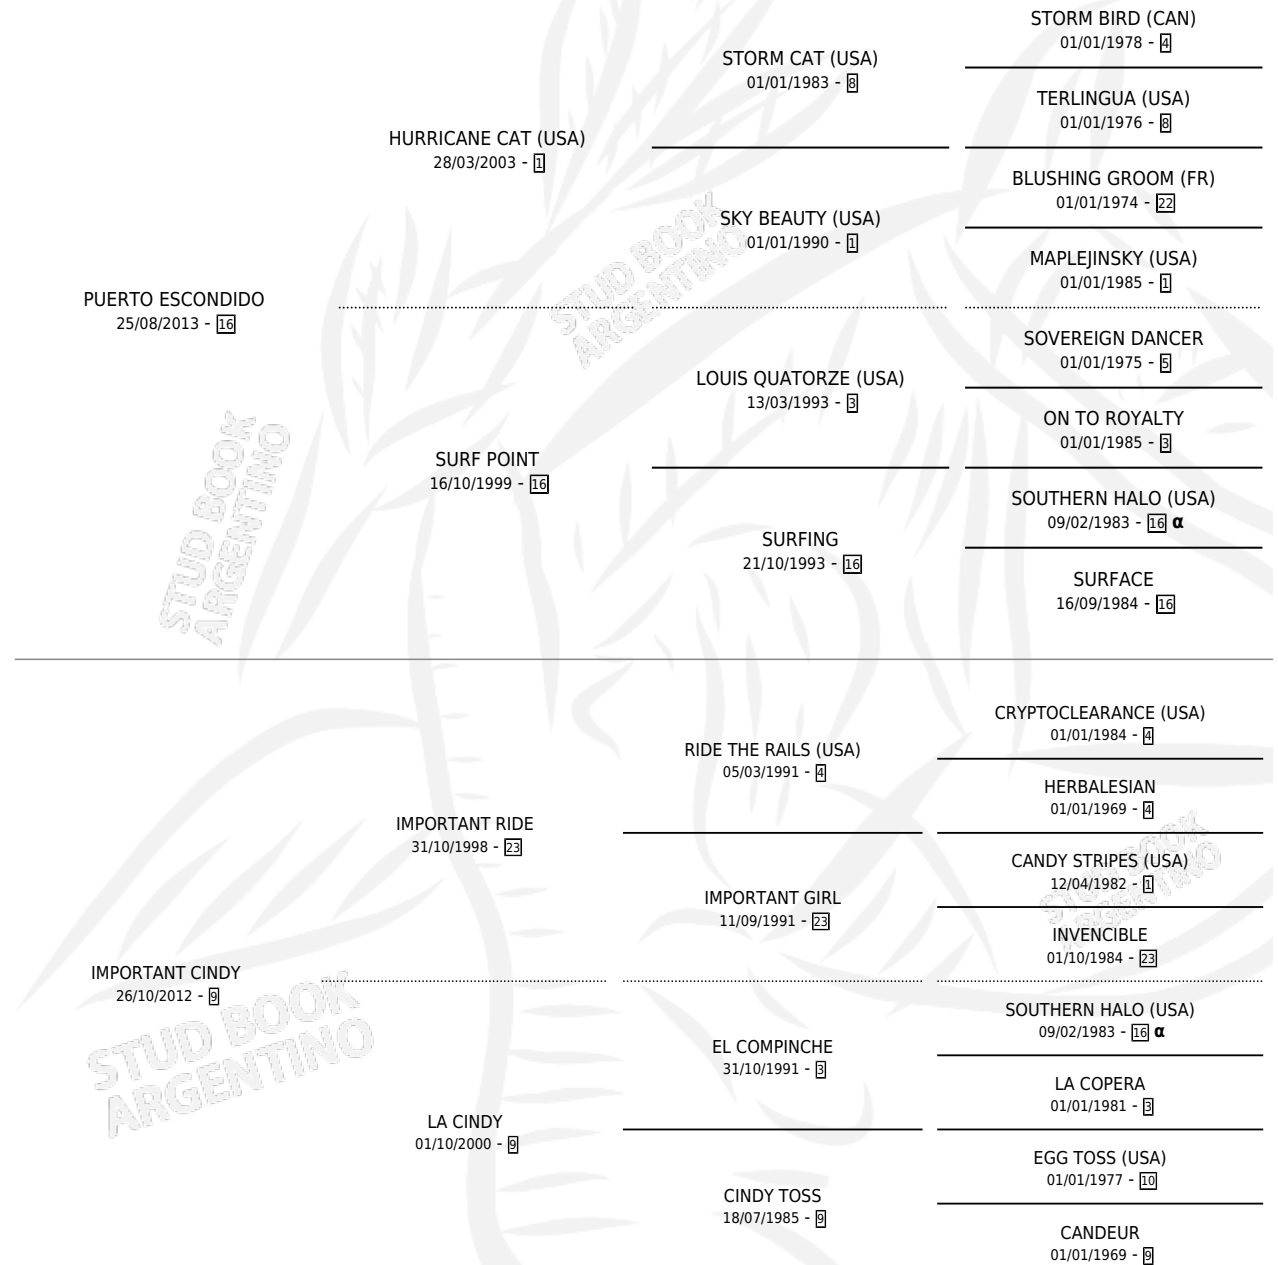 STORM BIRD (CAN)
01/01/1978 - 4
STORM CAT (USA)
01/01/1983 - 8
TERLINGUA (USA)
01/01/1976 - 8
HURRICANE CAT (USA)
28/03/2003 - 1
BLUSHING GROOM (FR)
01/01/1974 - 22
SKY BEAUTY (USA)
01/01/1990 - 1
MAPLEJINSKY (USA)
01/01/1985 - 1
PUERTO ESCONDIDO
25/08/2013 - 16
SOVEREIGN DANCER
01/01/1975 - 5
LOUIS QUATORZE (USA)
13/03/1993 - 3
ON TO ROYALTY
01/01/1985 - 3
SURF POINT
16/10/1999 - 16
SOUTHERN HALO (USA)
09/02/1983 - 16 α
SURFING
21/10/1993 - 16
SURFACE
16/09/1984 - 16
STUD BOOK
ARGENTINO
STUD BOOK
ARGENTINO
CRYPTOCLEARANCE (USA)
01/01/1984 - 4
RIDE THE RAILS (USA)
05/03/1991 - 4
HERBALESIAN
01/01/1969 - 4
IMPORTANT RIDE
31/10/1998 - 23
CANDY STRIPES (USA)
12/04/1982 - 1
IMPORTANT GIRL
11/09/1991 - 23
INVENCIBLE
01/10/1984 - 23
IMPORTANT CINDY
26/10/2012 - 9
SOUTHERN HALO (USA)
09/02/1983 - 16 α
EL COMPINCHE
31/10/1991 - 3
LA COPERA
01/01/1981 - 3
LA CINDY
01/10/2000 - 9
EGG TOSS (USA)
01/01/1977 - 10
CINDY TOSS
18/07/1985 - 9
CANDEUR
01/01/1969 - 9
STUD BOOK
ARGENTINO
STUD BOOK
ARGENTINO